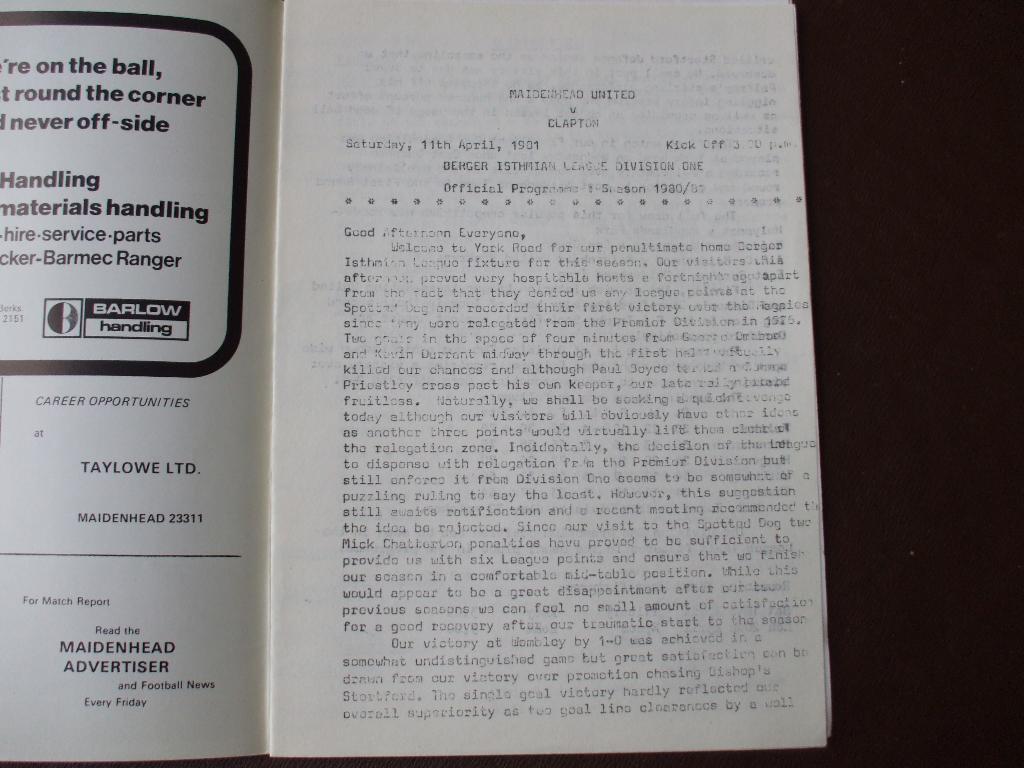 're on the ball,
t round the corner
d never off-side
Handling
materials handling
hire·service·parts
cker-Barmec Ranger
Berks.
2151
BARLOW
handling
CAREER OPPORTUNITIES
at
TAYLOWE LTD.
MAIDENHEAD 23311
For Match Report
Read the
MAIDENHEAD
ADVERTISER
and Football News
Every Friday
MAIDENHEAD UNITED
v
CLAPTON
Saturday, 11th April, 1981 Kick Off 3.00 p.m.
BERGER ISTHMIAN LEAGUE DIVISION ONE
Official Programme : Season 1980/81
* * * * * * * * * * * * * * * * * * * * *
Good Afternoon Everyone,
Welcome to York Road for our penultimate home Berger
Isthmian League fixture for this season. Our visitors this
afternoon proved very hospitable hosts a fortnight ago apart
from the fact that they denied us any league points at the
Spotted Dog and recorded their first victory over the Magpies
since they were relegated from the Premier Division in 1975.
Two goals in the space of four minutes from George
and Kevin Durrant midway through the first half virtually
killed our chances and although Paul Boyce turned a
Priestley cross past his own keeper, our late rally proved
fruitless. Naturally, we shall be seeking a quick revenge
today although our visitors will obviously have other ideas
as another three points would virtually lift them clear of
the relegation zone. Incidentally, the decision of the League
to dispense with relegation from the Premier Division but
still enforce it from Division One seems to be somewhat of a
puzzling ruling to say the least. However, this suggestion
still awaits ratification and a recent meeting recommended th
the idea be rejected. Since our visit to the Spotted Dog two
Mick Chatterton penalties have proved to be sufficient to
provide us with six League points and ensure that we finish
our season in a comfortable mid-table position. While this
would appear to be a great disappointment after our two
previous seasons we can feel no small amount of satisfaction
for a good recovery after our traumatic start to the season
Our victory at Wembley by 1-0 was achieved in a
somewhat undistinguished game but great satisfaction can be
drawn from our victory over promotion chasing Bishop's
Stortford. The single goal victory hardly reflected our
overall superiority as two goal line clearances by a well